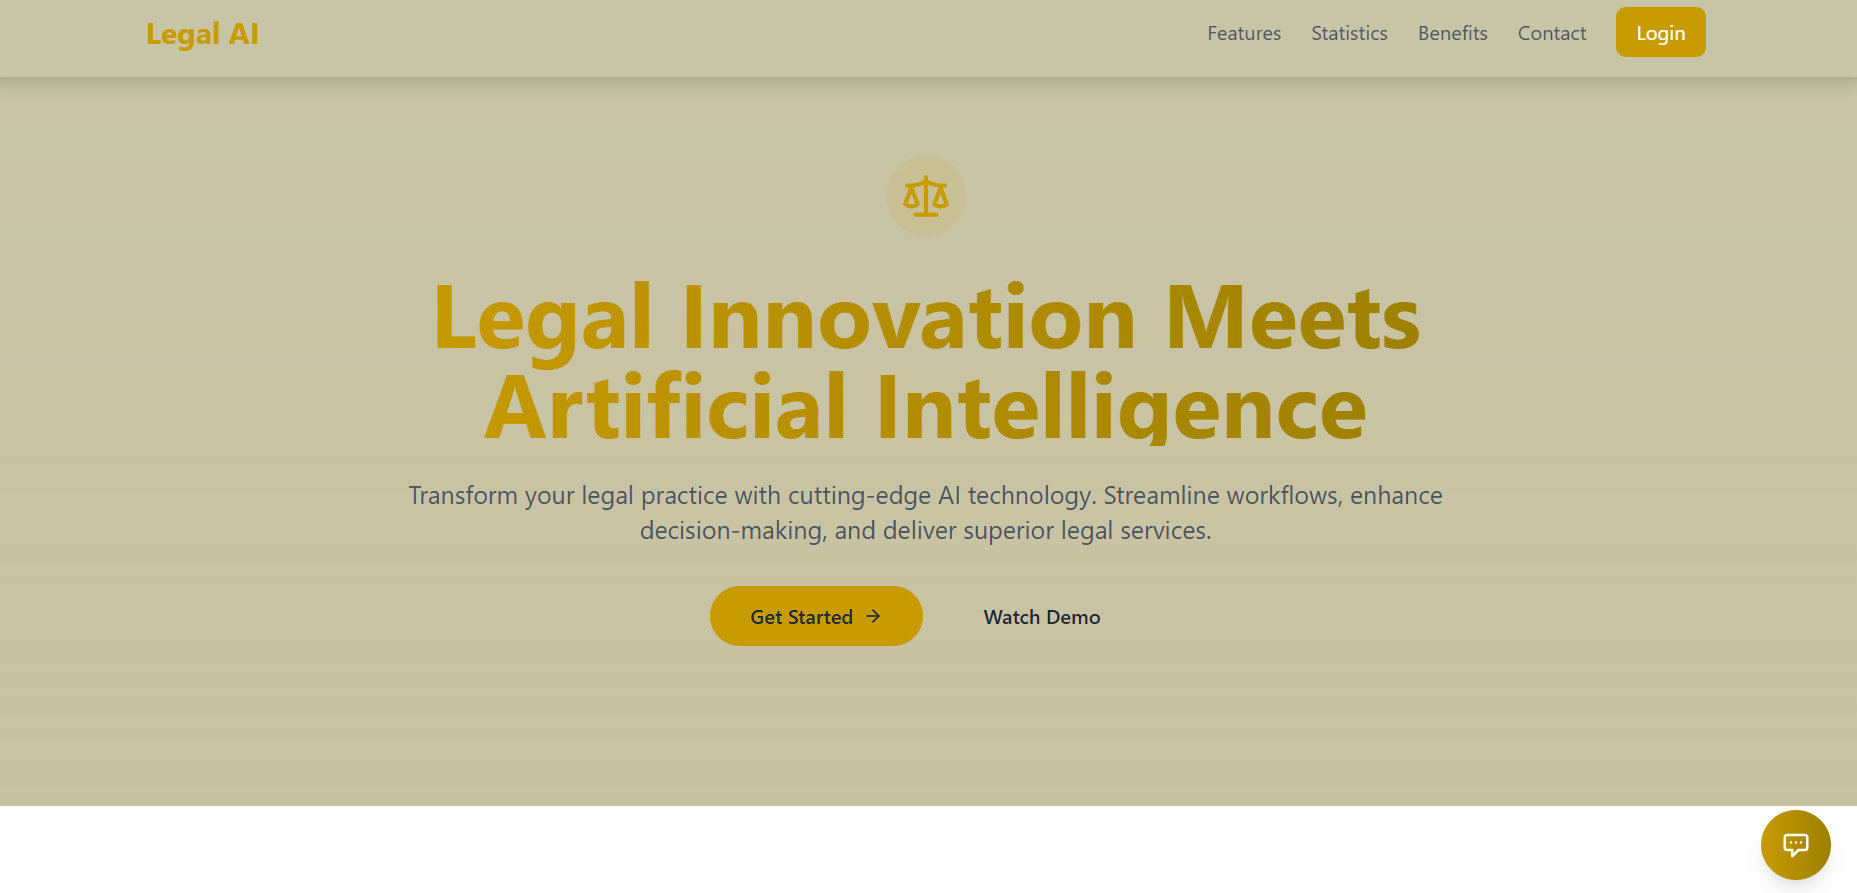 Legal AI
Features
Statistics
Benefits
Contact
Login
Legal Innovation Meets
Artificial Intelligence
Transform your legal practice with cutting-edge AI technology. Streamline workflows, enhance
decision-making, and deliver superior legal services.
Get Started →
Watch Demo